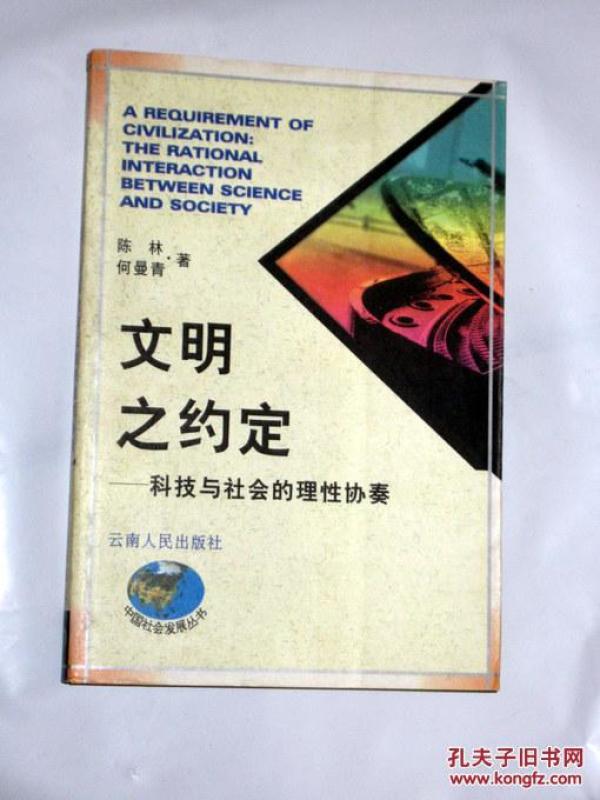 A REQUIREMENT OF
CIVILIZATION:
THE RATIONAL
INTERACTION
BETWEEN SCIENCE
AND SOCIETY
陈 林·著
何曼青
文明
之约定
——科技与社会的理性协奏
云南人民出版社
中国社会发展丛书
孔夫子旧书网
www.kongfz.com